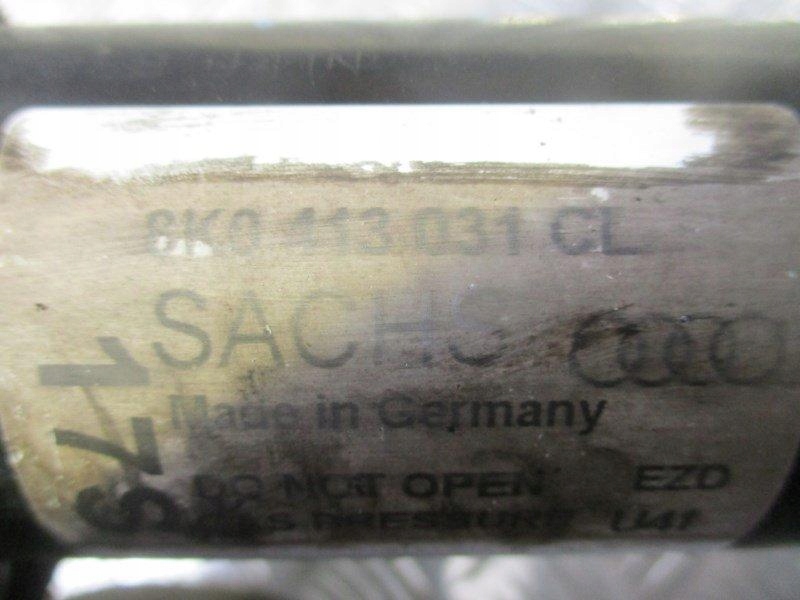 8K0 413 031 CL
SACHS
Made in Germany
DO NOT OPEN EZD
GAS PRESSURE